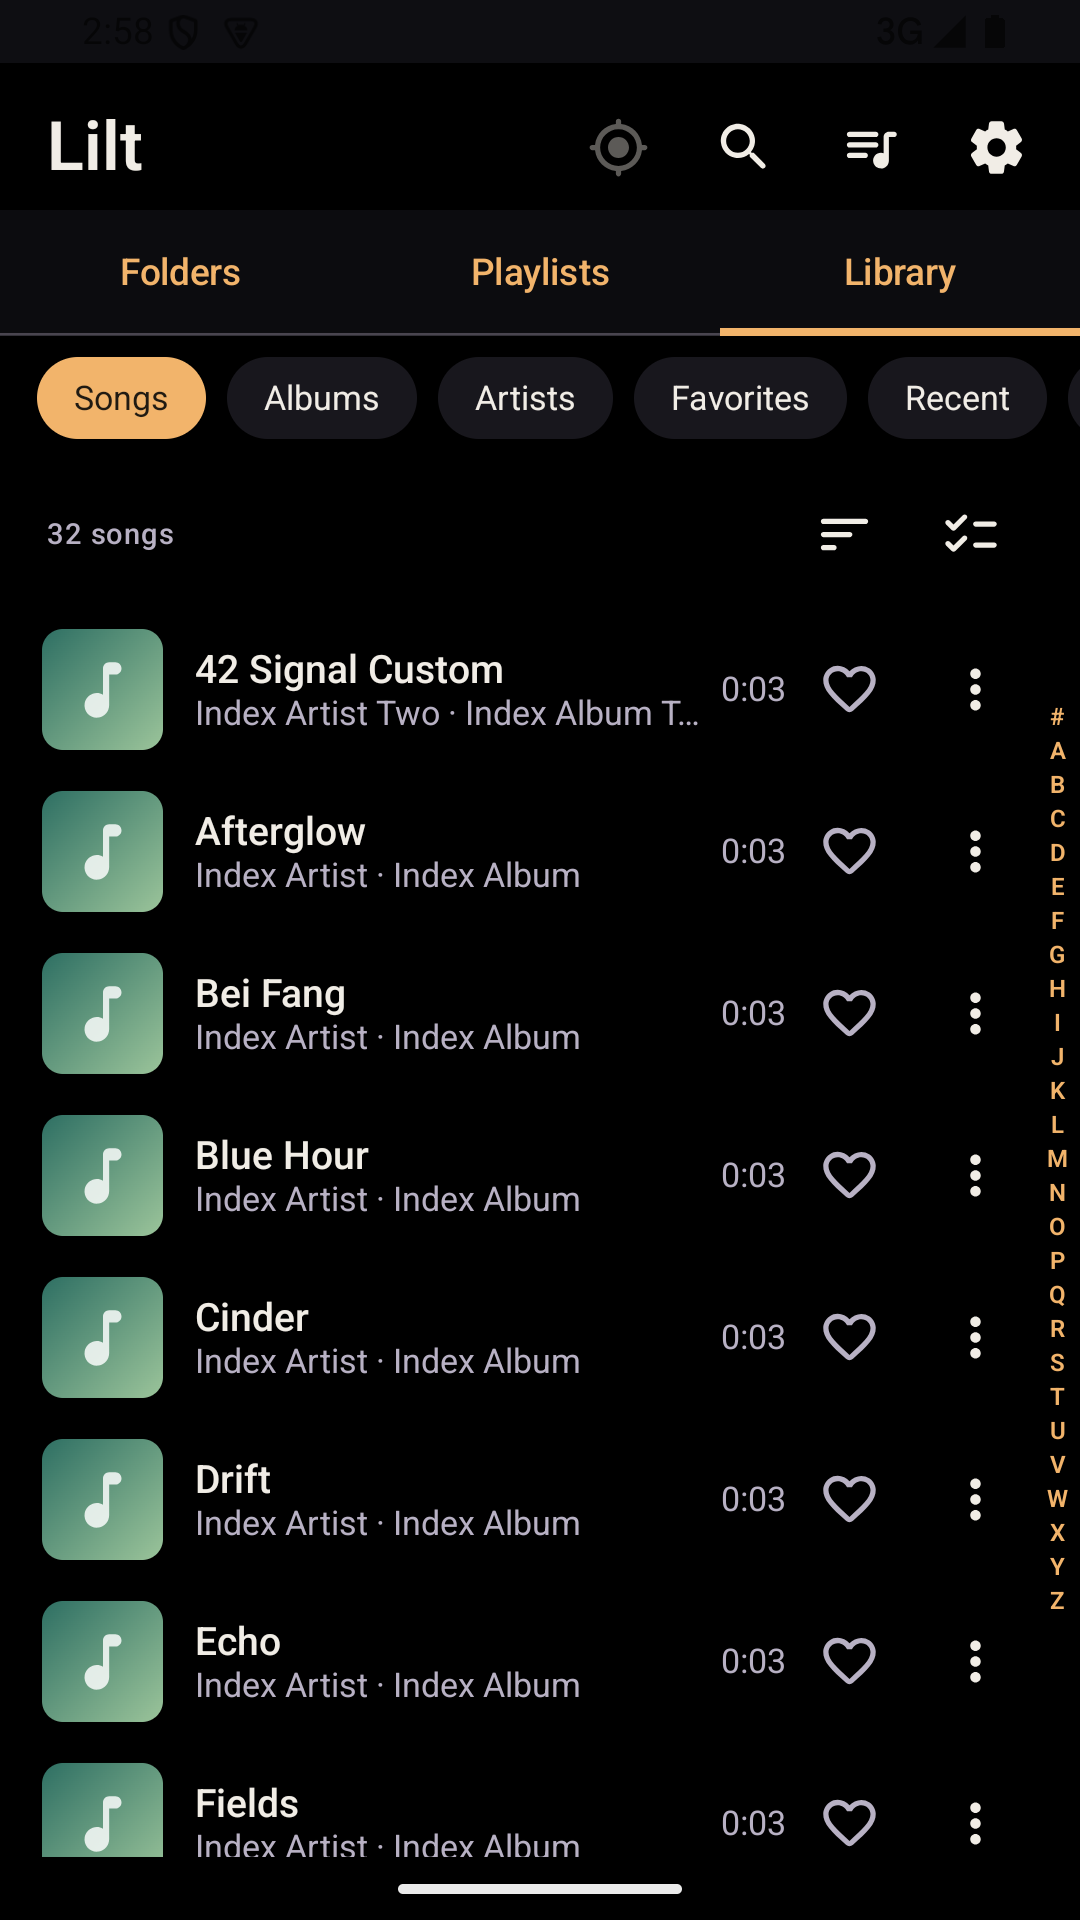 2:58
3G
Lilt
Folders
Playlists
Library
Songs
Albums
Artists
Favorites
Recent
32 songs
42 Signal Custom
Index Artist Two · Index Album T...
0:03
Afterglow
Index Artist · Index Album
0:03
Bei Fang
Index Artist · Index Album
0:03
Blue Hour
Index Artist · Index Album
0:03
Cinder
Index Artist · Index Album
0:03
Drift
Index Artist · Index Album
0:03
Echo
Index Artist · Index Album
0:03
Fields
Index Artist · Index Album
0:03
#
A
B
C
D
E
F
G
H
I
J
K
L
M
N
O
P
Q
R
S
T
U
V
W
X
Y
Z